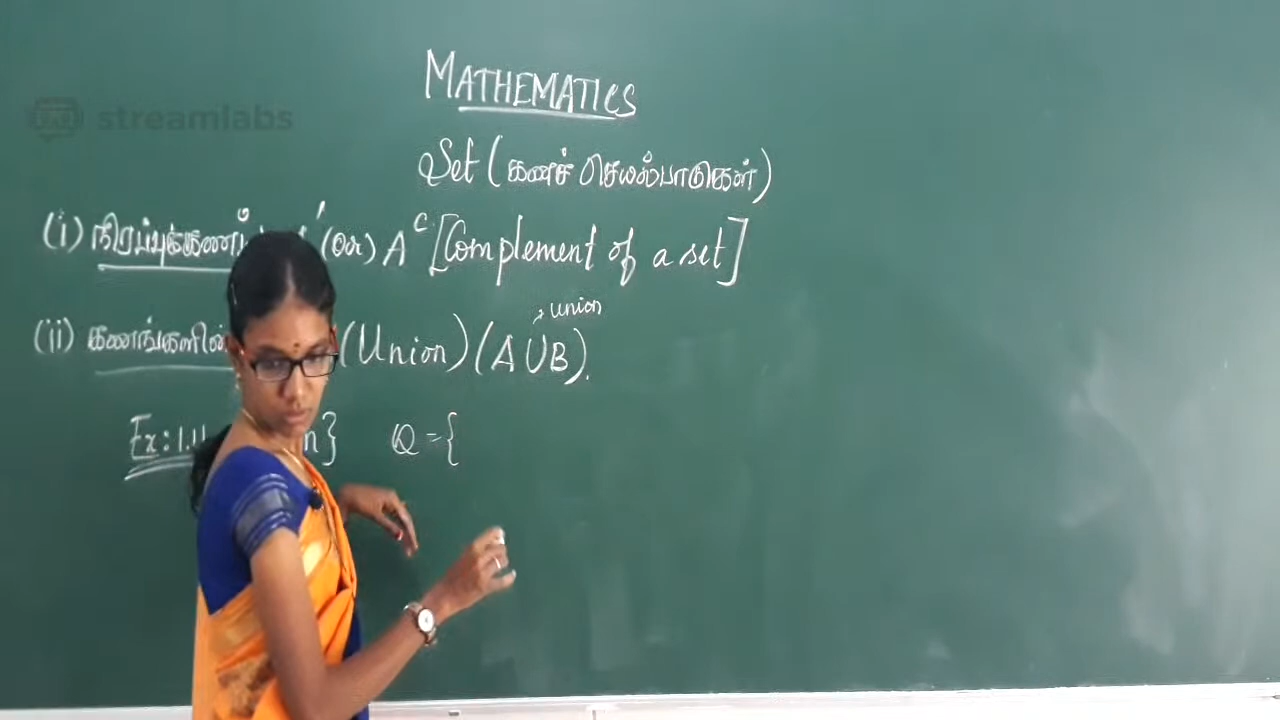 streamlabs
MATHEMATICS
Set (கணச் செயல்பாடுகள்)
(i) நிரப்புக்கணம் ' (or) A^c [Complement of a set]
union
(ii) கணங்களின் (Union) (A ∪ B).
Ex: 1.11 n} Q = {